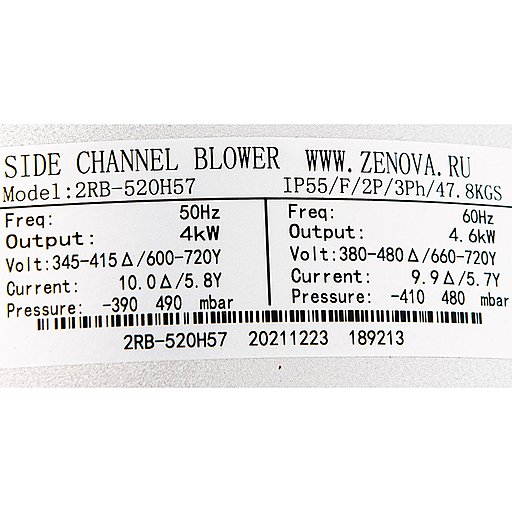 SIDE CHANNEL BLOWER WWW.ZENOVA.RU
Model:2RB-520H57 IP55/F/2P/3Ph/47.8KGS
Freq: 50Hz
Output: 4kW
Volt:345-415Δ/600-720Y
Current: 10.0Δ/5.8Y
Pressure: -390 490 mbar
Freq: 60Hz
Output: 4.6kW
Volt:380-480Δ/660-720Y
Current: 9.9Δ/5.7Y
Pressure: -410 480 mbar
2RB-520H57 20211223 189213